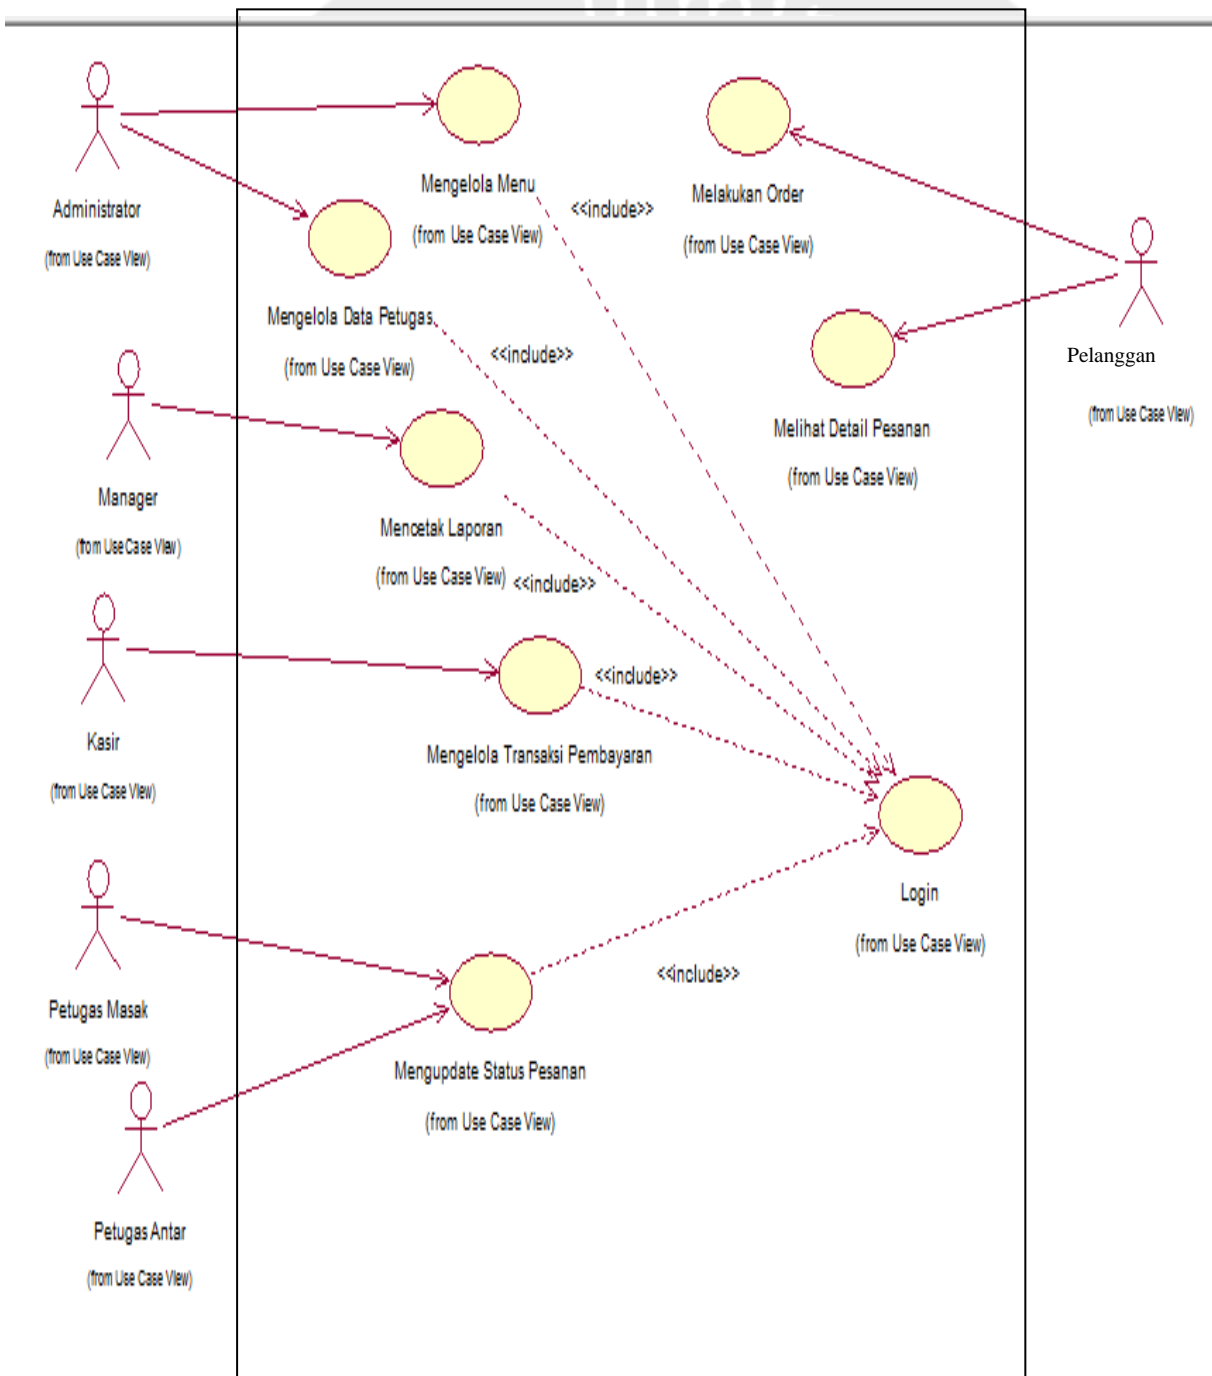 Administrator
(from Use Case View)
Mengelola Menu
(from Use Case View)
<<include>>
Melakukan Order
(from Use Case View)
Mengelola Data Petugas
(from Use Case View)
<<include>>
Pelanggan
(from Use Case View)
Melihat Detail Pesanan
(from Use Case View)
Manager
(from Use Case View)
Mencetak Laporan
(from Use Case View)
<<include>>
Kasir
(from Use Case View)
<<include>>
Mengelola Transaksi Pembayaran
(from Use Case View)
Login
(from Use Case View)
<<include>>
Petugas Masak
(from Use Case View)
Mengupdate Status Pesanan
(from Use Case View)
Petugas Antar
(from Use Case View)